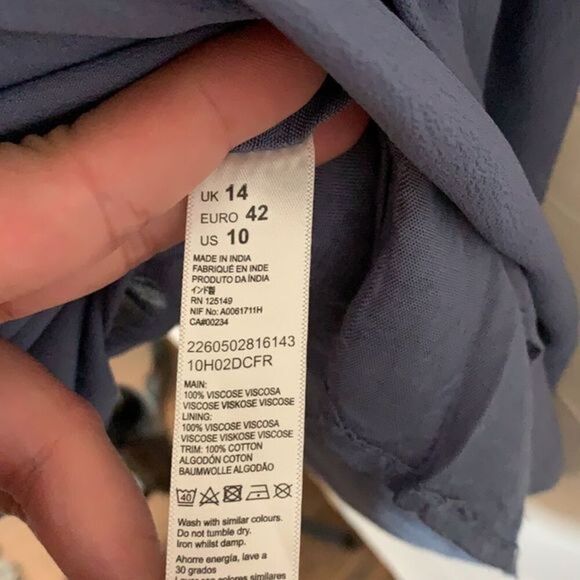 UK 14
EURO 42
US 10
MADE IN INDIA
FABRIQUÉ EN INDE
PRODUTO DA ÍNDIA
インド製
RN 125149
NIF No: A0061711H
CA#00234
2260502816143
10H02DCFR
MAIN:
100% VISCOSE VISCOSA
VISCOSE VISKOSE VISCOSE
LINING:
100% VISCOSE VISCOSA
VISCOSE VISKOSE VISCOSE
TRIM: 100% COTTON
ALGODÓN COTON
BAUMWOLLE ALGODÃO
40
Wash with similar colours.
Do not tumble dry.
Iron whilst damp.
Ahorre energía, lave a
30 grados
colores similares